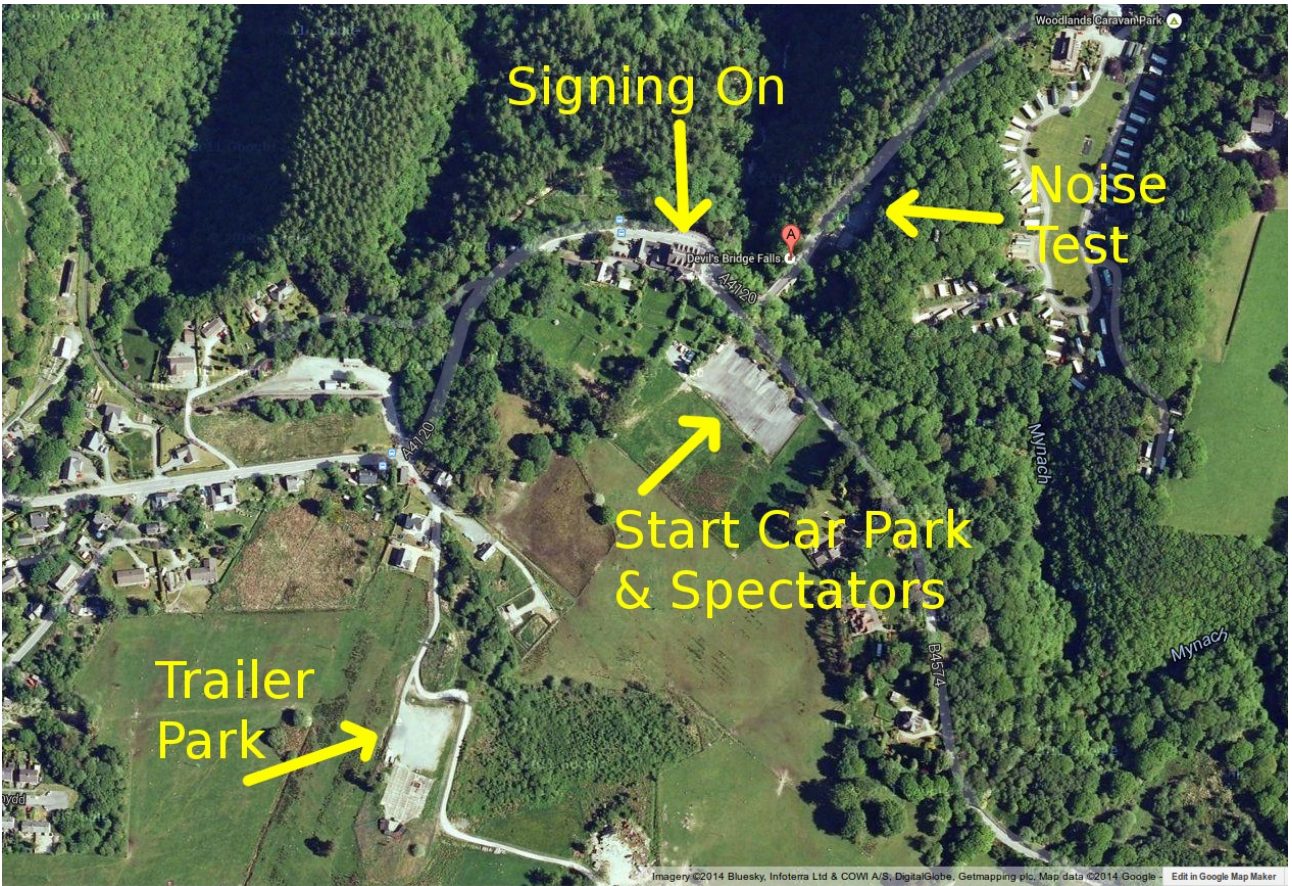 Woodlands Caravan Park
Signing On
Noise
Test
A
Devil's Bridge Falls
A4120
A4120
Mynach
Start Car Park
& Spectators
Mynach
B4574
Trailer
Park
ydd
Imagery ©2014 Bluesky, Infoterra Ltd & COWI A/S, DigitalGlobe, Getmapping plc, Map data ©2014 Google - Edit in Google Map Maker